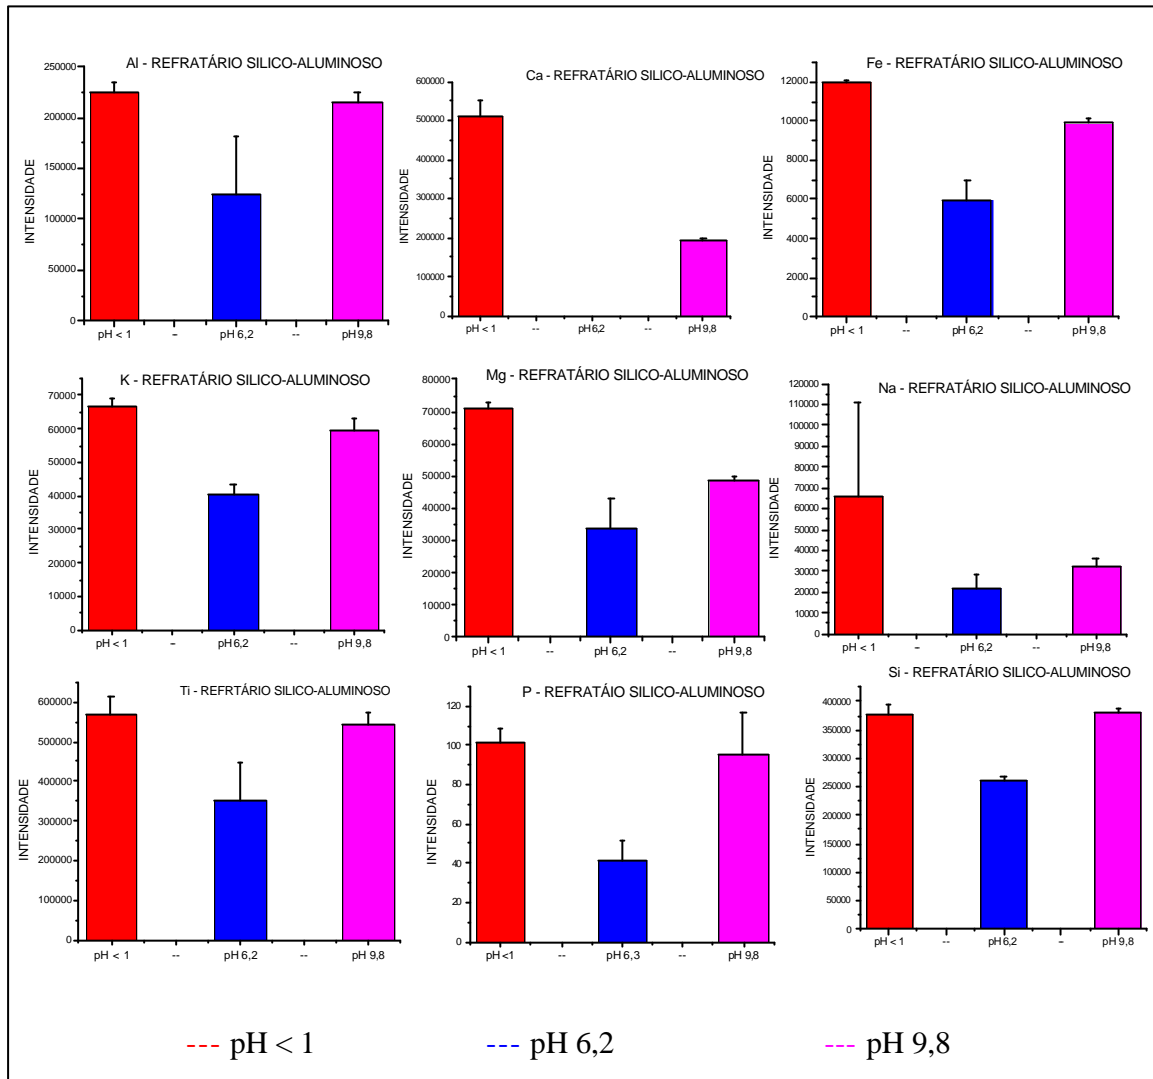 Al - REFRATÁRIO SILICO-ALUMINOSO
INTENSIDADE
250000
200000
150000
100000
50000
0
pH < 1 -- pH 6,2 -- pH 9,8
Ca - REFRATÁRIO SILICO-ALUMINOSO
INTENSIDADE
600000
500000
400000
300000
200000
100000
0
pH < 1 -- pH 6,2 -- pH 9,8
Fe - REFRATÁRIO SILICO-ALUMINOSO
INTENSIDADE
12000
10000
8000
6000
4000
2000
0
pH < 1 -- pH 6,2 -- pH 9,8
K - REFRATÁRIO SILICO-ALUMINOSO
INTENSIDADE
70000
60000
50000
40000
30000
20000
10000
0
pH < 1 -- pH 6,2 -- pH 9,8
Mg - REFRATÁRIO SILICO-ALUMINOSO
INTENSIDADE
80000
70000
60000
50000
40000
30000
20000
10000
0
pH < 1 -- pH 6,2 -- pH 9,8
Na - REFRATÁRIO SILICO-ALUMINOSO
INTENSIDADE
120000
110000
100000
90000
80000
70000
60000
50000
40000
30000
20000
10000
0
pH < 1 -- pH 6,2 -- pH 9,8
Ti - REFRTÁRIO SILICO-ALUMINOSO
INTENSIDADE
600000
500000
400000
300000
200000
100000
0
pH < 1 -- pH 6,2 -- pH 9,8
P - REFRATÁIO SILICO-ALUMINOSO
INTENSIDADE
120
100
80
60
40
20
0
pH <1 -- pH 6,3 -- pH 9,8
Si - REFRATÁRIO SILICO-ALUMINOSO
INTENSIDADE
400000
350000
300000
250000
200000
150000
100000
50000
0
pH < 1 -- pH 6,2 -- pH 9,8
--- pH < 1 --- pH 6,2 --- pH 9,8